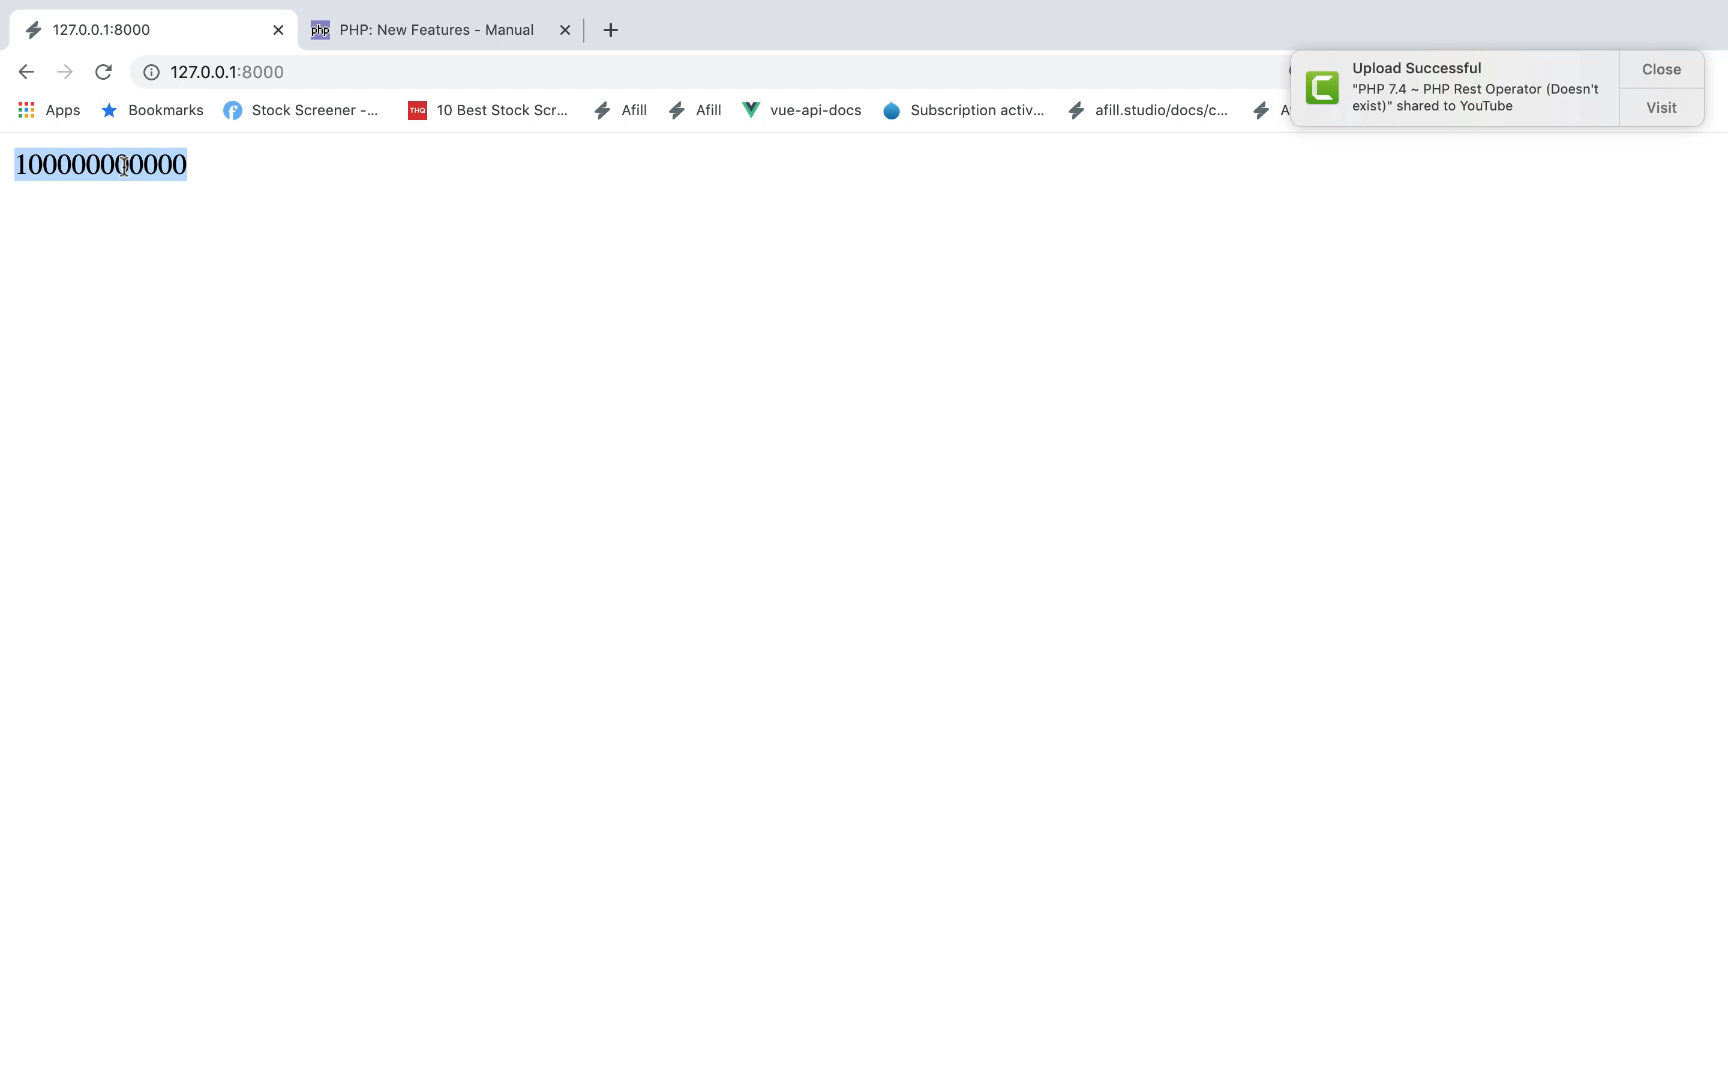 127.0.0.1:8000
php PHP: New Features - Manual
127.0.0.1:8000
Apps Bookmarks Stock Screener -... THQ 10 Best Stock Scr... Afill Afill vue-api-docs Subscription activ... afill.studio/docs/c...
Upload Successful
"PHP 7.4 ~ PHP Rest Operator (Doesn't
exist)" shared to YouTube
Close
Visit
100000000000